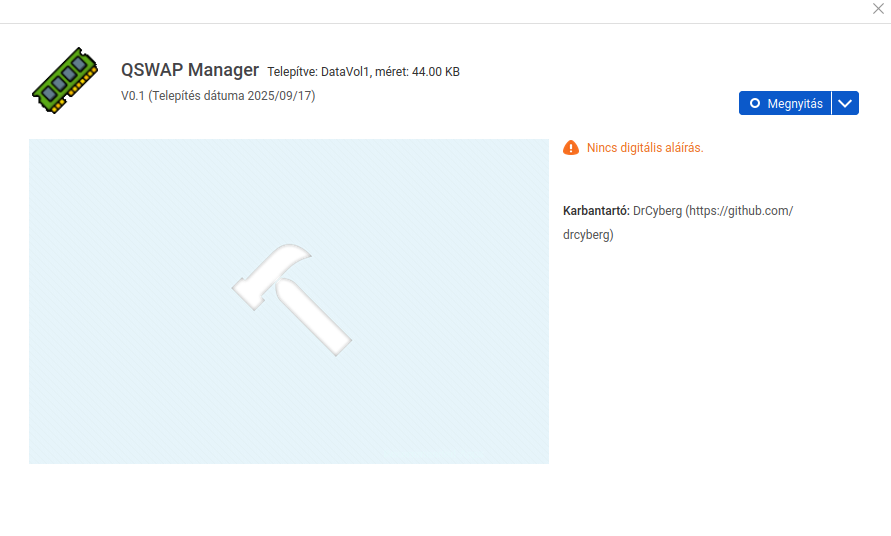 QSWAP Manager Telepítve: DataVol1, méret: 44.00 KB
V0.1 (Telepítés dátuma 2025/09/17)
Megnyitás
Nincs digitális aláírás.
Karbantartó: DrCyberg (https://github.com/
drcyberg)